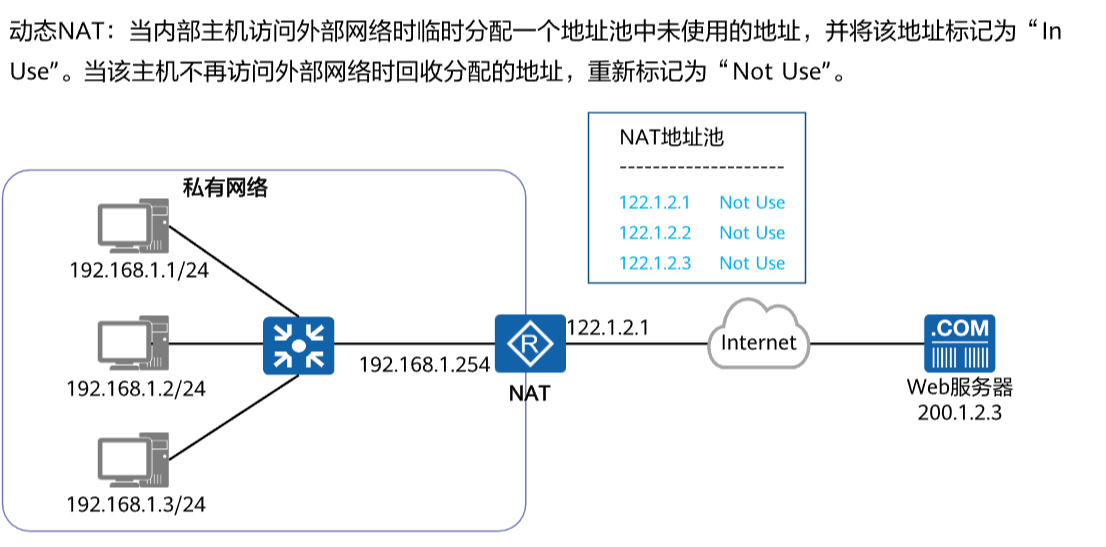 动态NAT：当内部主机访问外部网络时临时分配一个地址池中未使用的地址，并将该地址标记为“In
Use”。当该主机不再访问外部网络时回收分配的地址，重新标记为“Not Use”。
NAT地址池
--------------------
122.1.2.1 Not Use
122.1.2.2 Not Use
122.1.2.3 Not Use
私有网络
192.168.1.1/24
192.168.1.2/24
192.168.1.3/24
192.168.1.254
R
NAT
122.1.2.1
Internet
.COM
Web服务器
200.1.2.3